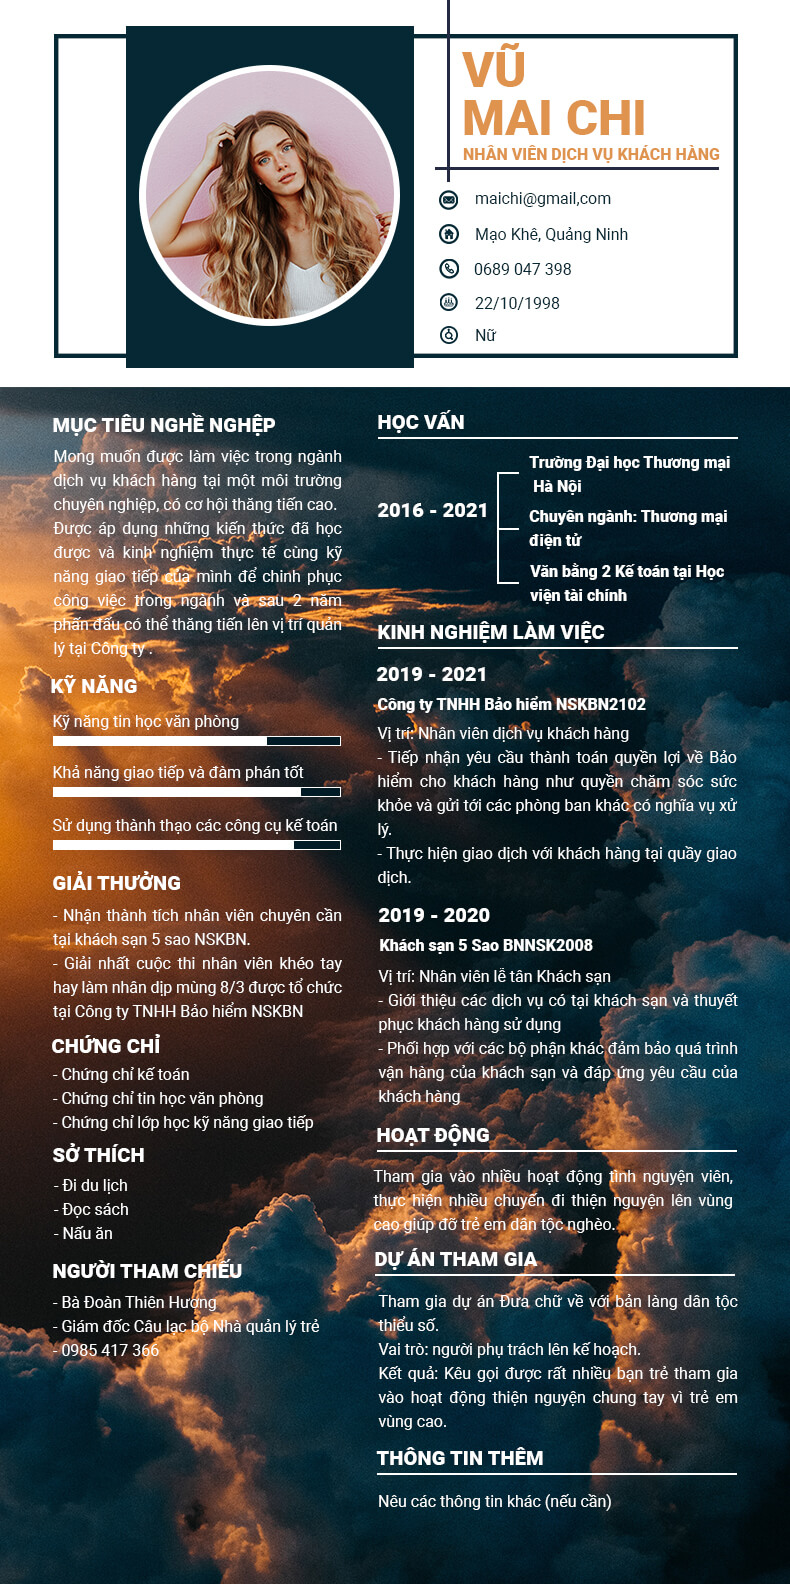 VŨ
MAI CHI
NHÂN VIÊN DỊCH VỤ KHÁCH HÀNG
maichi@gmail,com
Mạo Khê, Quảng Ninh
0689 047 398
22/10/1998
Nữ
MỤC TIÊU NGHỀ NGHỆP
Mong muốn được làm việc trong ngành
dịch vụ khách hàng tại một môi trường
chuyên nghiệp, có cơ hội thăng tiến cao.
Được áp dụng những kiến thức đã học
được và kinh nghiệm thực tế cùng kỹ
năng giao tiếp của mình để chinh phục
công việc trong ngành và sau 2 năm
phấn đấu có thể thăng tiến lên vị trí quản
lý tại Công ty .
KỸ NĂNG
Kỹ năng tin học văn phòng
Khả năng giao tiếp và đàm phán tốt
Sử dụng thành thạo các công cụ kế toán
GIẢI THƯỞNG
- Nhận thành tích nhân viên chuyên cần
tại khách sạn 5 sao NSKBN.
- Giải nhất cuộc thi nhân viên khéo tay
hay làm nhân dịp mùng 8/3 được tổ chức
tại Công ty TNHH Bảo hiểm NSKBN
CHỨNG CHỈ
- Chứng chỉ kế toán
- Chứng chỉ tin học văn phòng
- Chứng chỉ lớp học kỹ năng giao tiếp
SỞ THÍCH
- Đi du lịch
- Đọc sách
- Nấu ăn
NGƯỜI THAM CHIẾU
- Bà Đoàn Thiên Hương
- Giám đốc Câu lạc bộ Nhà quản lý trẻ
- 0985 417 366
HỌC VẤN
2016 - 2021
Trường Đại học Thương mại
Hà Nội
Chuyên ngành: Thương mại
điện tử
Văn bằng 2 Kế toán tại Học
viện tài chính
KINH NGHIỆM LÀM VIỆC
2019 - 2021
Công ty TNHH Bảo hiểm NSKBN2102
Vị trí: Nhân viên dịch vụ khách hàng
- Tiếp nhận yêu cầu thành toán quyền lợi về Bảo
hiểm cho khách hàng như quyền chăm sóc sức
khỏe và gửi tới các phòng ban khác có nghĩa vụ xử
lý.
- Thực hiện giao dịch với khách hàng tại quầy giao
dịch.
2019 - 2020
Khách sạn 5 Sao BNNSK2008
Vị trí: Nhân viên lễ tân Khách sạn
- Giới thiệu các dịch vụ có tại khách sạn và thuyết
phục khách hàng sử dụng
- Phối hợp với các bộ phận khác đảm bảo quá trình
vận hàng của khách sạn và đáp ứng yêu cầu của
khách hàng
HOẠT ĐỘNG
Tham gia vào nhiều hoạt động tình nguyện viên,
thực hiện nhiều chuyến đi thiện nguyện lên vùng
cao giúp đỡ trẻ em dân tộc nghèo.
DỰ ÁN THAM GIA
Tham gia dự án Đưa chữ về với bản làng dân tộc
thiểu số.
Vai trò: người phụ trách lên kế hoạch.
Kết quả: Kêu gọi được rất nhiều bạn trẻ tham gia
vào hoạt động thiện nguyện chung tay vì trẻ em
vùng cao.
THÔNG TIN THÊM
Nêu các thông tin khác (nếu cần)